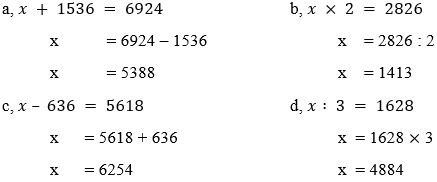 a, x + 1536 = 6924
x = 6924 – 1536
x = 5388
b, x × 2 = 2826
x = 2826 : 2
x = 1413
c, x – 636 = 5618
x = 5618 + 636
x = 6254
d, x : 3 = 1628
x = 1628 × 3
x = 4884